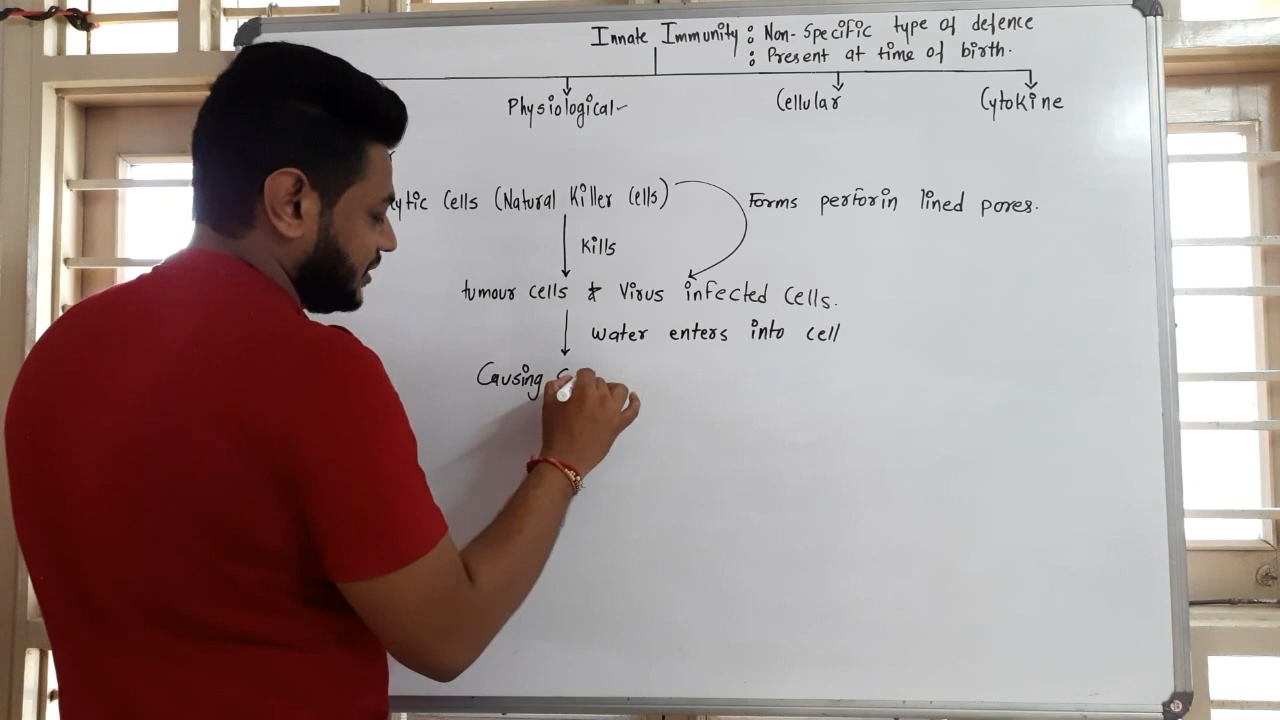 Innate Immunity : Non-Specific type of defence
: Present at time of birth.
Physiological Cellular Cytokine
Cells (Natural Killer Cells) Forms perforin lined pores.
Kills
tumour cells & Virus infected Cells.
water enters into cell
Causing